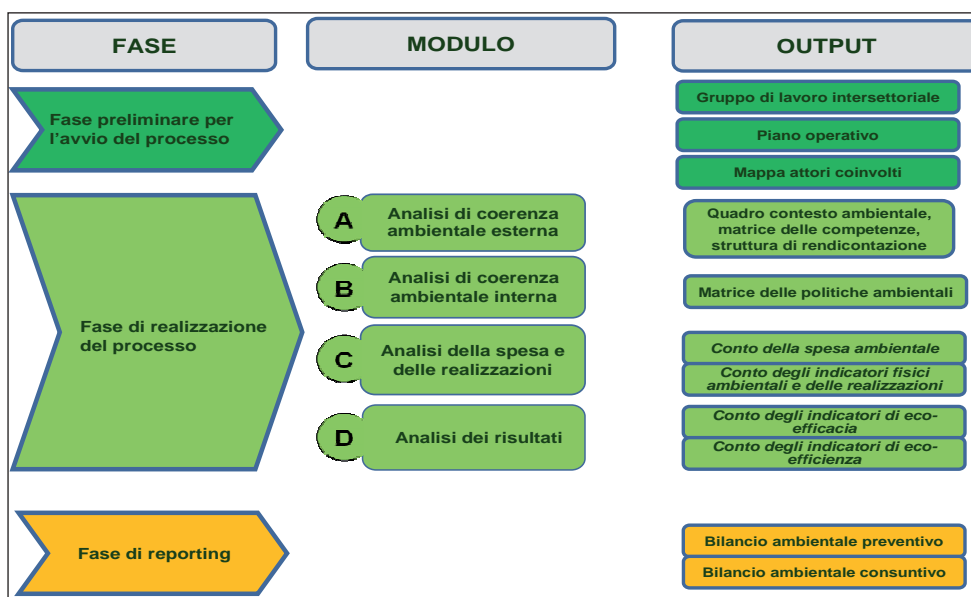 FASE
MODULO
OUTPUT
Fase preliminare per
l'avvio del processo
Gruppo di lavoro intersettoriale
Piano operativo
Mappa attori coinvolti
Fase di realizzazione
del processo
A
Analisi di coerenza
ambientale esterna
Quadro contesto ambientale,
matrice delle competenze,
struttura di rendicontazione
B
Analisi di coerenza
ambientale interna
Matrice delle politiche ambientali
C
Analisi della spesa e
delle realizzazioni
Conto della spesa ambientale
Conto degli indicatori fisici
ambientali e delle realizzazioni
D
Analisi dei risultati
Conto degli indicatori di eco-
efficacia
Conto degli indicatori di eco-
efficienza
Fase di reporting
Bilancio ambientale preventivo
Bilancio ambientale consuntivo